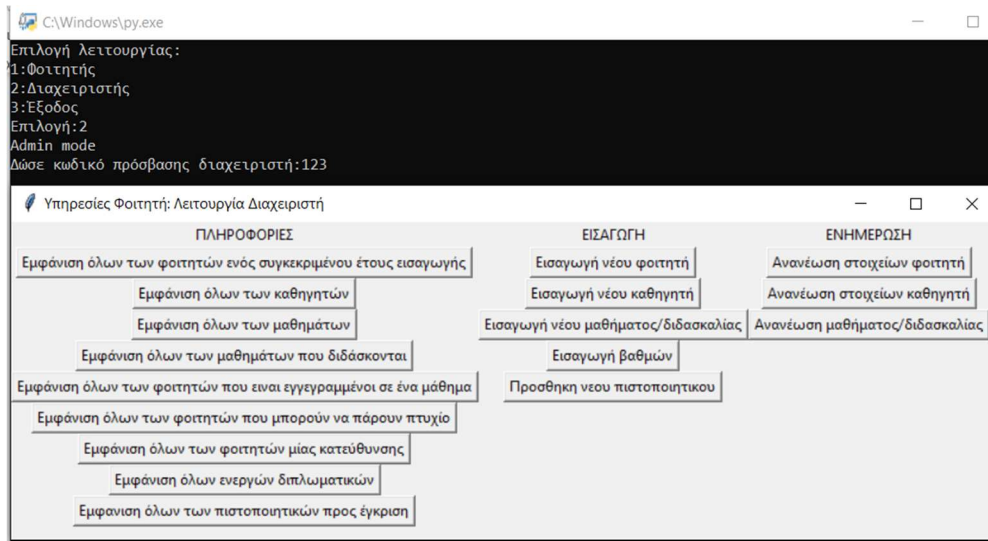 C:\Windows\py.exe
Επιλογή λειτουργίας:
1:Φοιτητής
2:Διαχειριστής
3:Έξοδος
Επιλογή:2
Admin mode
Δώσε κωδικό πρόσβασης διαχειριστή:123
Υπηρεσίες Φοιτητή: Λειτουργία Διαχειριστή
ΠΛΗΡΟΦΟΡΙΕΣ
Εμφάνιση όλων των φοιτητών ενός συγκεκριμένου έτους εισαγωγής
Εμφάνιση όλων των καθηγητών
Εμφάνιση όλων των μαθημάτων
Εμφάνιση όλων των μαθημάτων που διδάσκονται
Εμφάνιση όλων των φοιτητών που ειναι εγγεγραμμένοι σε ένα μάθημα
Εμφάνιση όλων των φοιτητών που μπορούν να πάρουν πτυχίο
Εμφάνιση όλων των φοιτητών μίας κατεύθυνσης
Εμφάνιση όλων ενεργών διπλωματικών
Εμφανιση όλων των πιστοποιητικών προς έγκριση
ΕΙΣΑΓΩΓΗ
Εισαγωγή νέου φοιτητή
Εισαγωγή νέου καθηγητή
Εισαγωγή νέου μαθήματος/διδασκαλίας
Εισαγωγή βαθμών
Προσθηκη νεου πιστοποιητικου
ΕΝΗΜΕΡΩΣΗ
Ανανέωση στοιχείων φοιτητή
Ανανέωση στοιχείων καθηγητή
Ανανέωση μαθήματος/διδασκαλίας